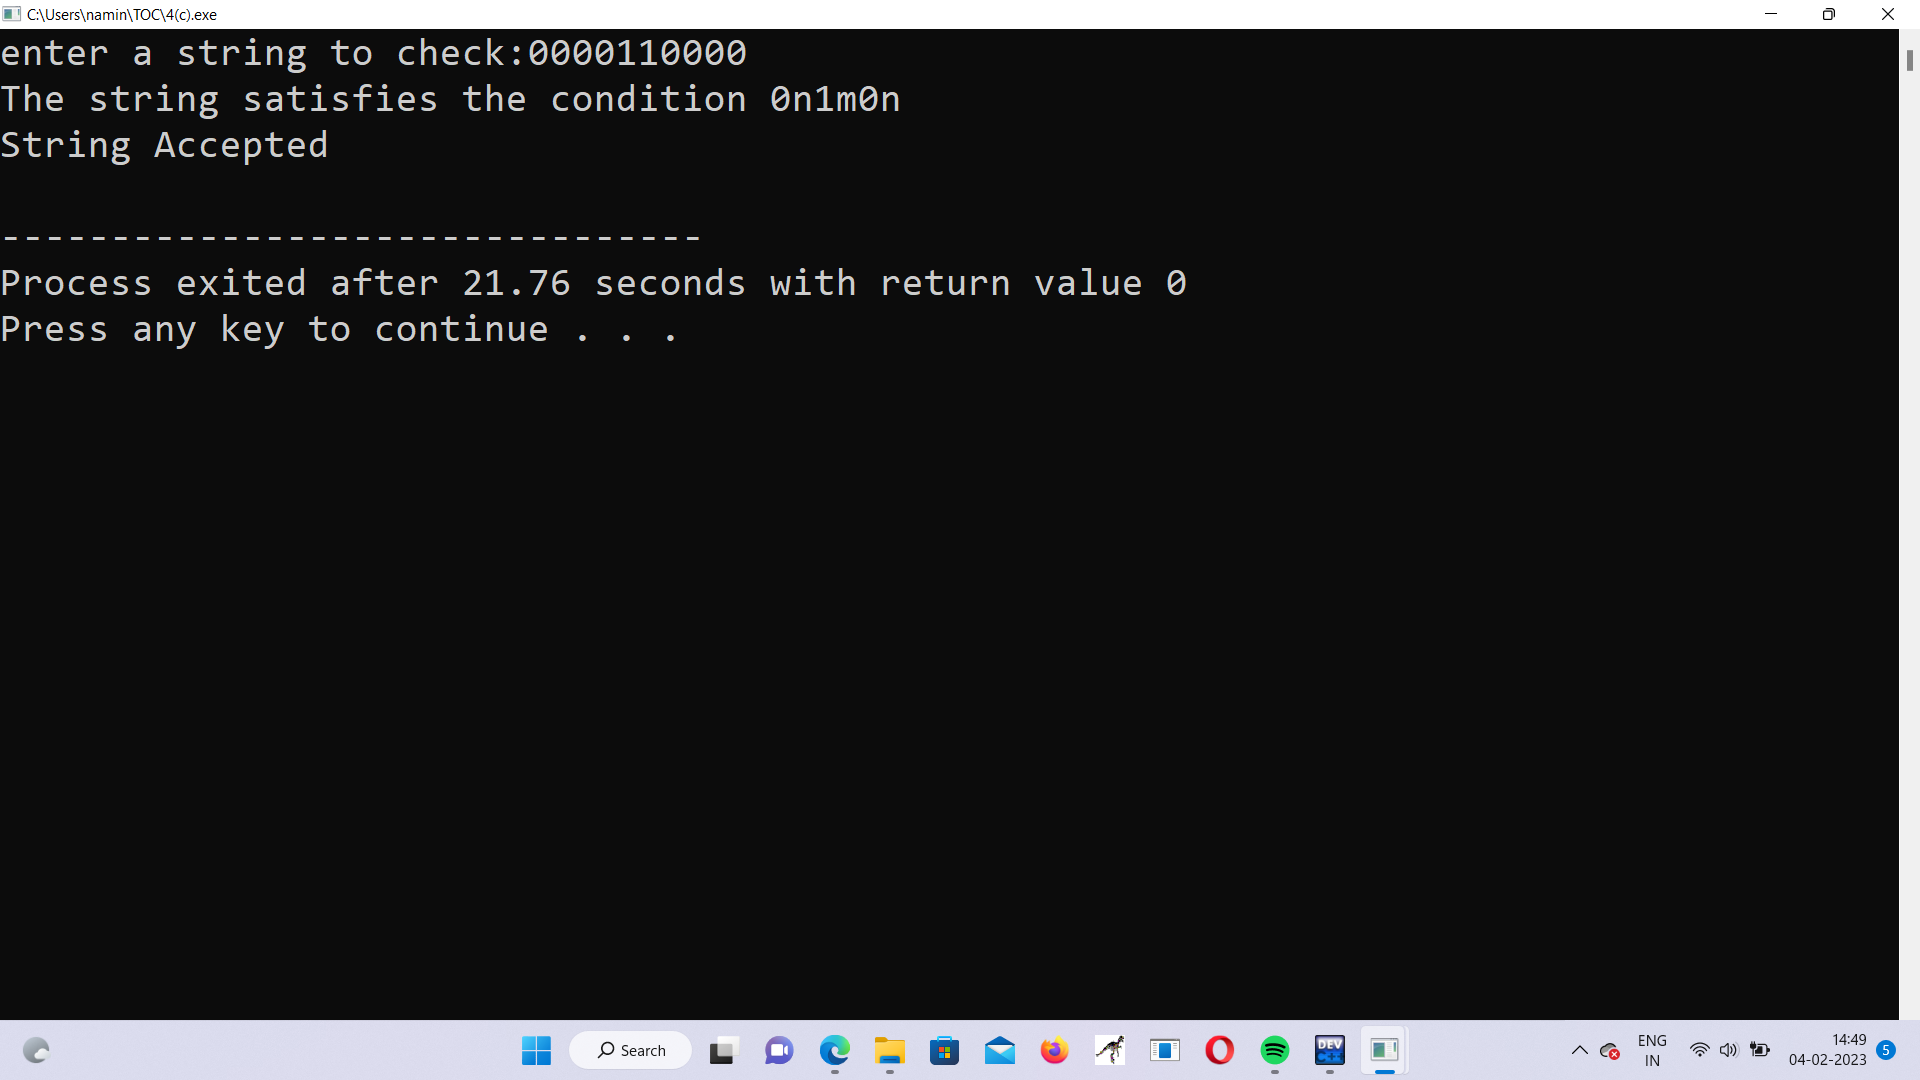 C:\Users\namin\TOC\4(c).exe
enter a string to check:0000110000
The string satisfies the condition 0n1m0n
String Accepted
--------------------------------
Process exited after 21.76 seconds with return value 0
Press any key to continue . . .
Search
DEV
C++
ENG
IN
14:49
04-02-2023
5